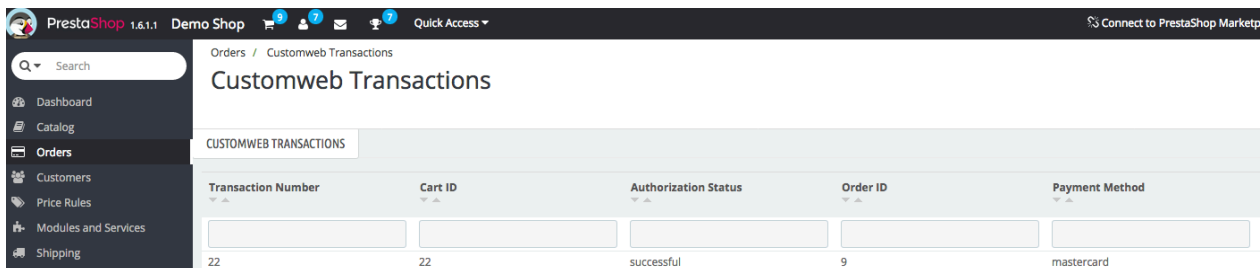 PrestaShop 1.6.1.1 Demo Shop 9 7 7 Quick Access
Connect to PrestaShop Marketp
Search
Orders / Customweb Transactions
Customweb Transactions
Dashboard
Catalog
Orders
Customers
Price Rules
Modules and Services
Shipping
CUSTOMWEB TRANSACTIONS
Transaction Number Cart ID Authorization Status Order ID Payment Method
22 22 successful 9 mastercard